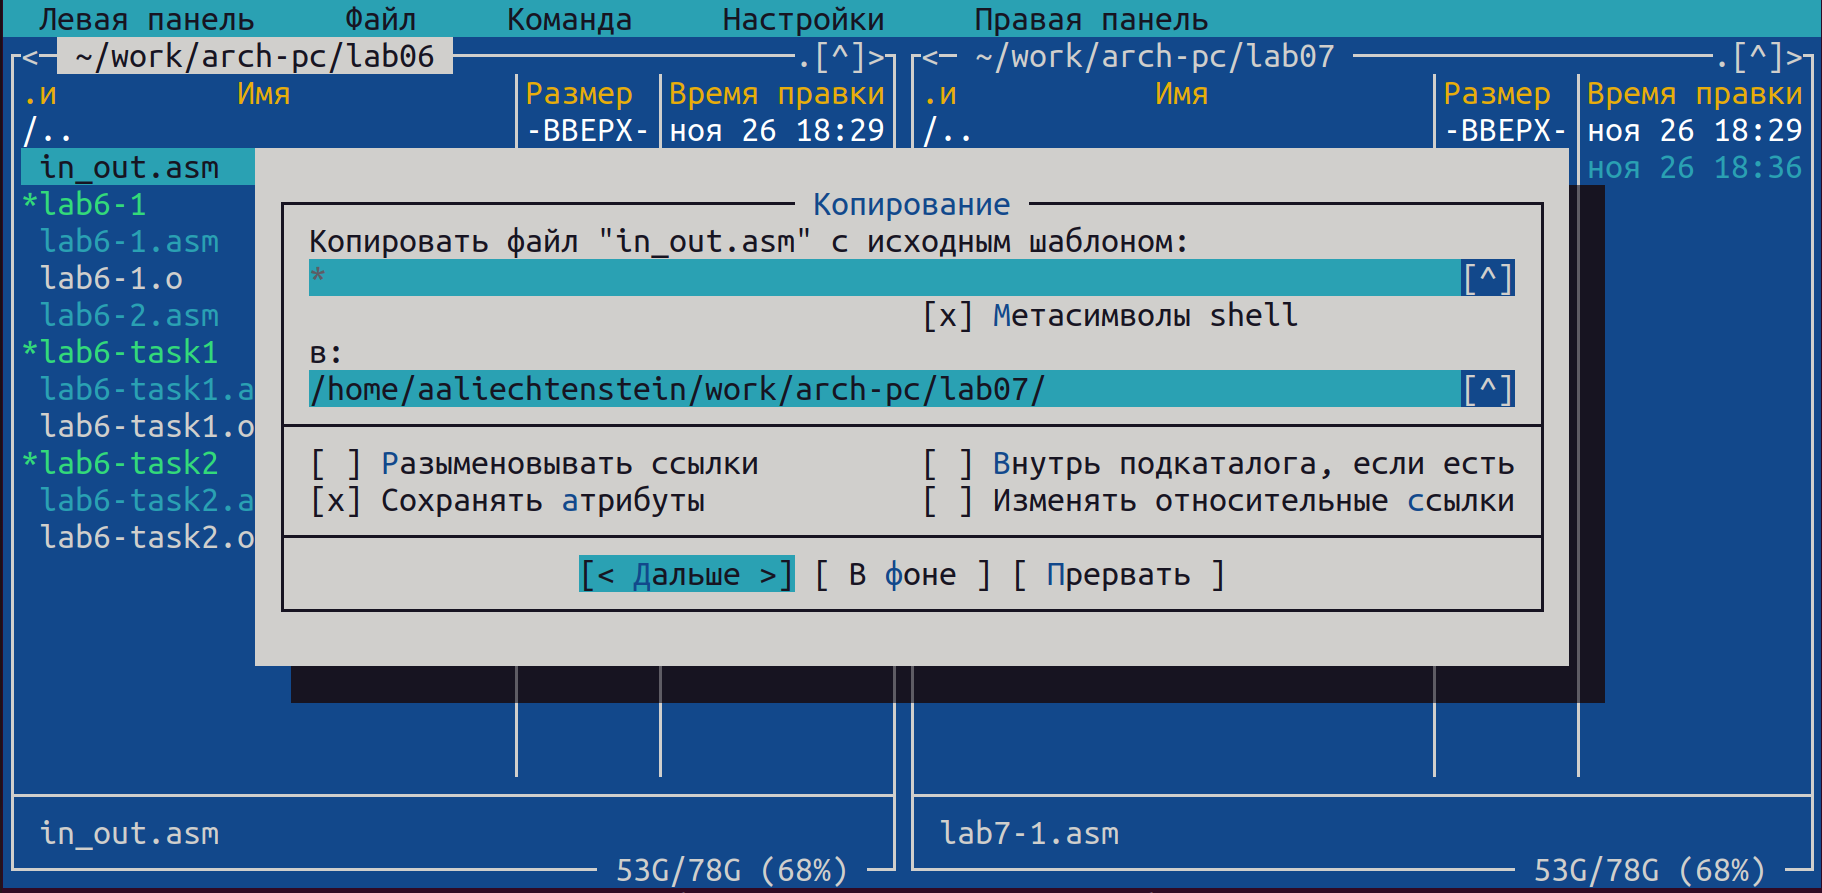 Левая панель Файл Команда Настройки Правая панель
< ~/work/arch-pc/lab06 .[^]> < ~/work/arch-pc/lab07 .[^]>
.и Имя Размер Время правки .и Имя Размер Время правки
/.. -ВВЕРХ- ноя 26 18:29 /.. -ВВЕРХ- ноя 26 18:29
in_out.asm ноя 26 18:36
*lab6-1 Копирование
lab6-1.asm Копировать файл "in_out.asm" с исходным шаблоном:
lab6-1.o * [^]
lab6-2.asm [x] Метасимволы shell
*lab6-task1 в:
lab6-task1.a /home/aaliechtenstein/work/arch-pc/lab07/ [^]
lab6-task1.o
*lab6-task2 [ ] Разыменовывать ссылки [ ] Внутрь подкаталога, если есть
lab6-task2.a [x] Сохранять атрибуты [ ] Изменять относительные ссылки
lab6-task2.o
[< Дальше >] [ В фоне ] [ Прервать ]
in_out.asm lab7-1.asm
53G/78G (68%) 53G/78G (68%)